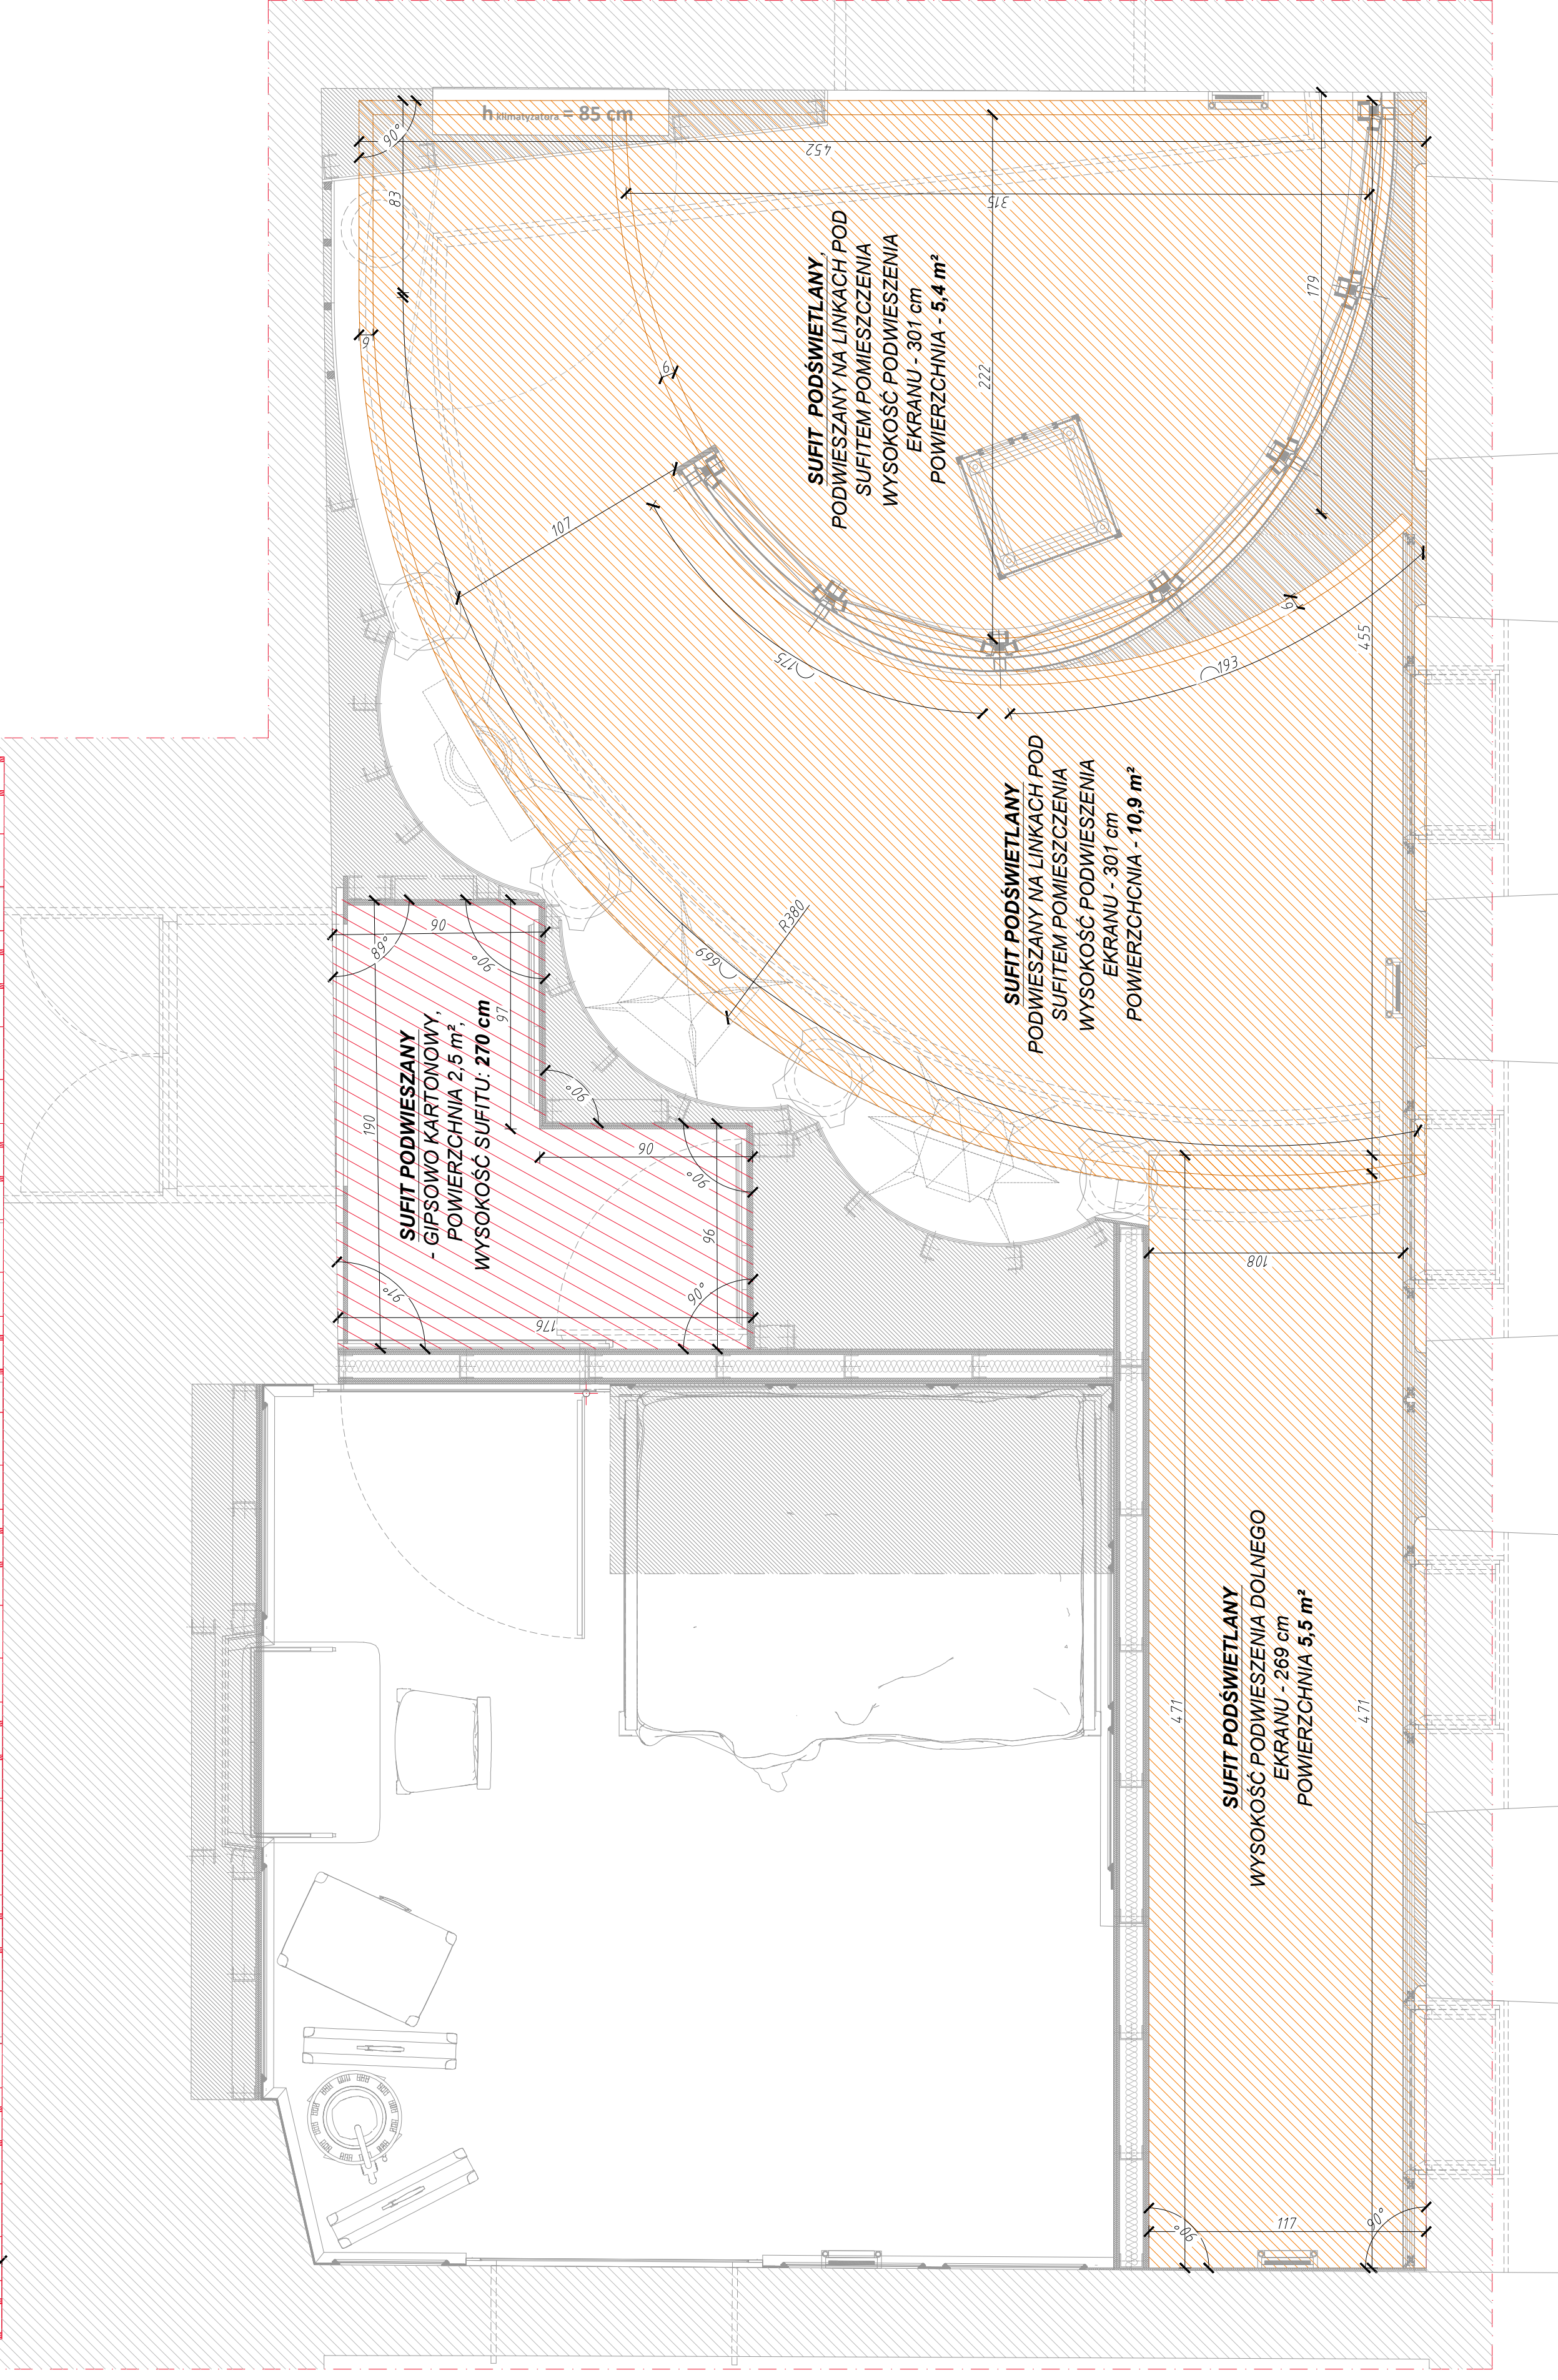 h klimatyzatora = 85 cm
90°
83
452
315
6
6
222
179
SUFIT PODŚWIETLANY,
PODWIESZANY NA LINKACH POD
SUFITEM POMIESZCZENIA
WYSOKOŚĆ PODWIESZENIA
EKRANU - 301 cm
POWIERZCHNIA - 5,4 m²
107
175
193
6
455
SUFIT PODŚWIETLANY
PODWIESZANY NA LINKACH POD
SUFITEM POMIESZCZENIA
WYSOKOŚĆ PODWIESZENIA
EKRANU - 301 cm
POWIERZCHCNIA - 10,9 m²
R380
669
90
89°
90°
97
90°
190
SUFIT PODWIESZANY
- GIPSOWO KARTONOWY,
POWIERZCHNIA 2,5 m²,
WYSOKOŚĆ SUFITU: 270 cm
90
90°
96
91°
90°
176
108
471
471
SUFIT PODŚWIETLANY
WYSOKOŚĆ PODWIESZENIA DOLNEGO
EKRANU - 269 cm
POWIERZCHNIA 5,5 m²
90°
117
90°